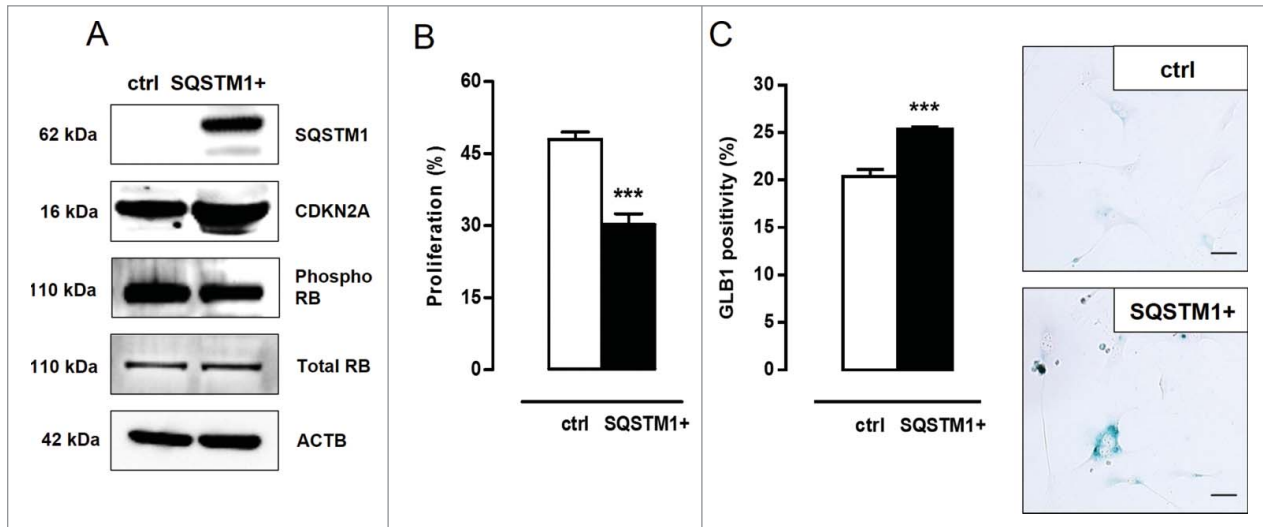 A
ctrl SQSTM1+
62 kDa
SQSTM1
16 kDa
CDKN2A
110 kDa
Phospho
RB
110 kDa
Total RB
42 kDa
ACTB
B
Proliferation (%)
60
45
30
15
0
***
ctrl SQSTM1+
C
GLB1 positivity (%)
30
25
20
15
10
5
0
***
ctrl SQSTM1+
ctrl
SQSTM1+